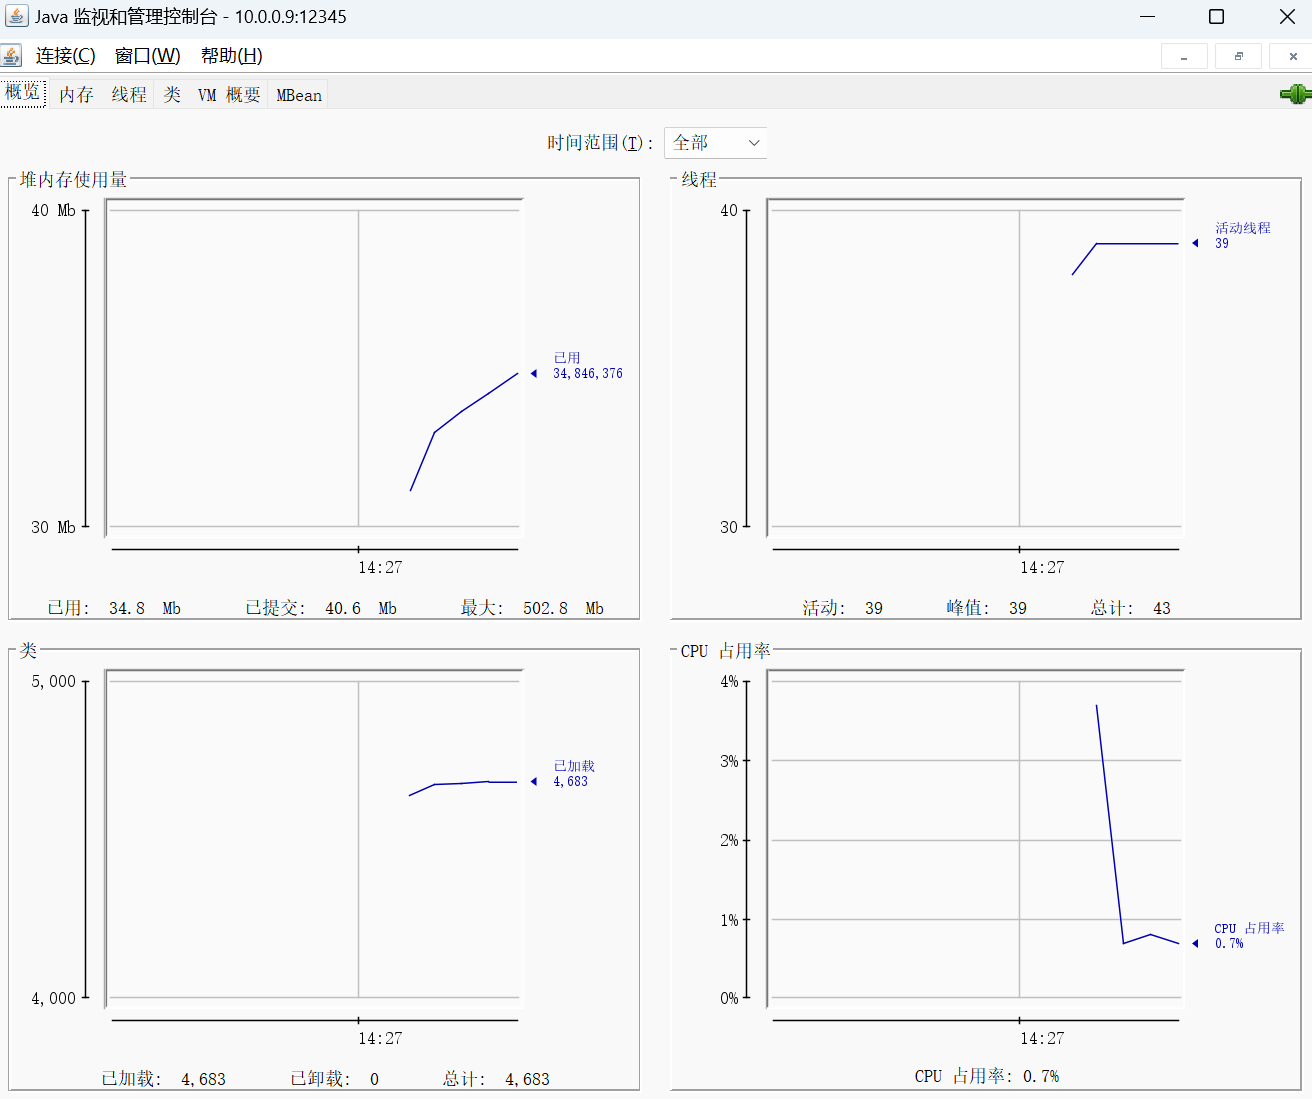 Java 监视和管理控制台 - 10.0.0.9:12345
连接(C) 窗口(W) 帮助(H)
概览 内存 线程 类 VM 概要 MBean
时间范围(T): 全部
堆内存使用量
40 Mb
已用
34,846,376
30 Mb
14:27
已用: 34.8 Mb 已提交: 40.6 Mb 最大: 502.8 Mb
线程
40
活动线程
39
30
14:27
活动: 39 峰值: 39 总计: 43
类
5,000
已加载
4,683
4,000
14:27
已加载: 4,683 已卸载: 0 总计: 4,683
CPU 占用率
4%
3%
2%
1%
CPU 占用率
0.7%
0%
14:27
CPU 占用率: 0.7%